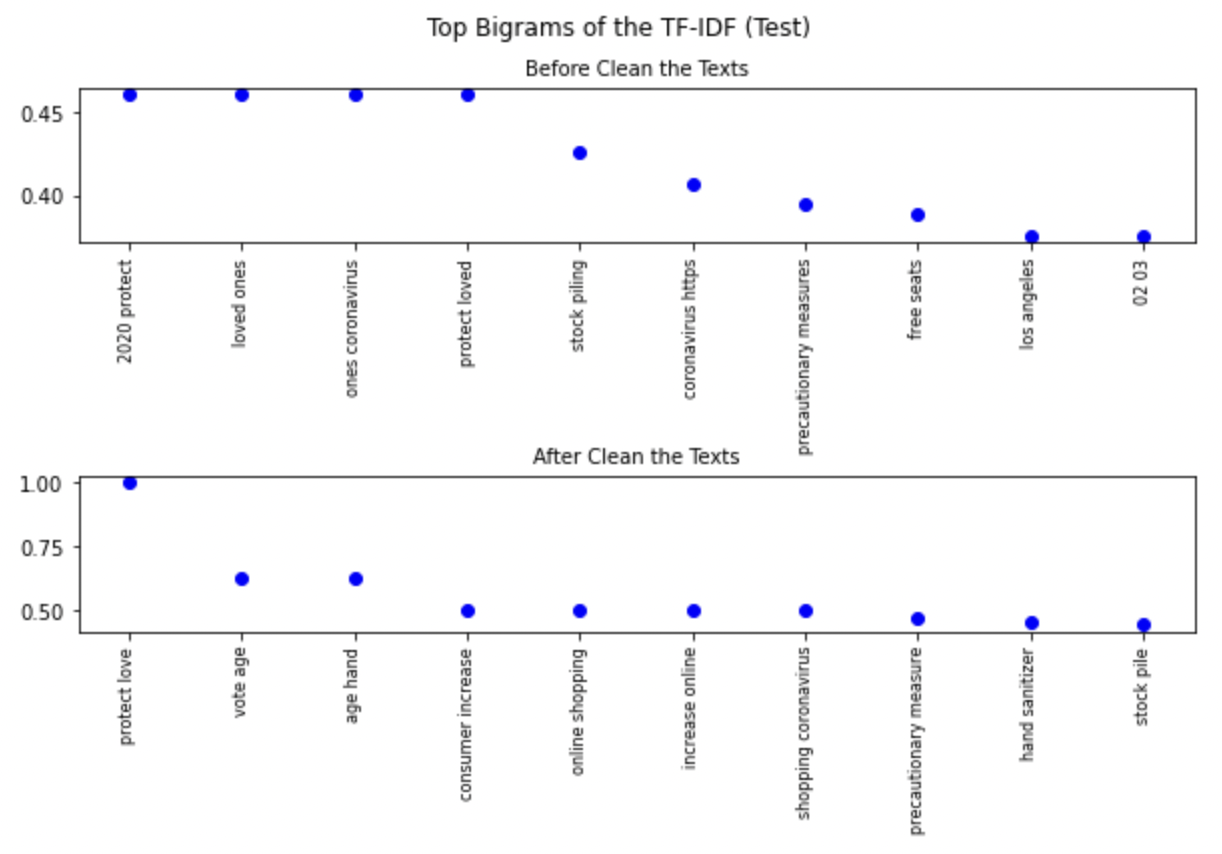 Top Bigrams of the TF-IDF (Test)
Before Clean the Texts
0.45
0.40
2020 protect
loved ones
ones coronavirus
protect loved
stock piling
coronavirus https
precautionary measures
free seats
los angeles
02 03
After Clean the Texts
1.00
0.75
0.50
protect love
vote age
age hand
consumer increase
online shopping
increase online
shopping coronavirus
precautionary measure
hand sanitizer
stock pile